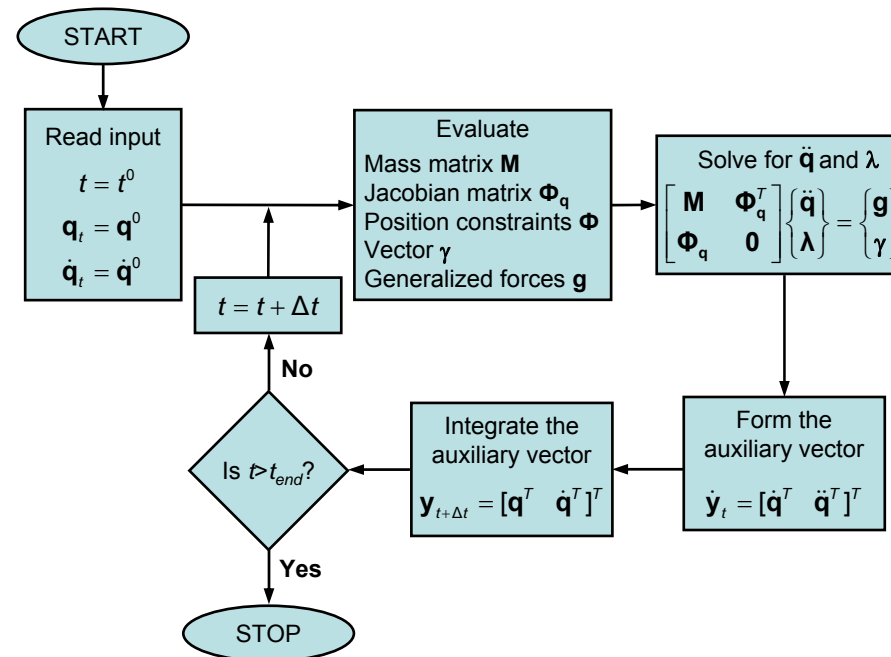 START
Read input
t = t⁰
q_t = q⁰
q̇_t = q̇⁰
Evaluate
Mass matrix M
Jacobian matrix Φ_q
Position constraints Φ
Vector γ
Generalized forces g
Solve for q̈ and λ
[M Φ_q^T; Φ_q 0]{q̈; λ} = {g; γ
t = t + Δt
No
Form the
auxiliary vector
ẏ_t = [q̇^T q̈^T]^T
Integrate the
auxiliary vector
y_{t+Δt} = [q^T q̇^T]^T
Is t>t_end?
Yes
STOP